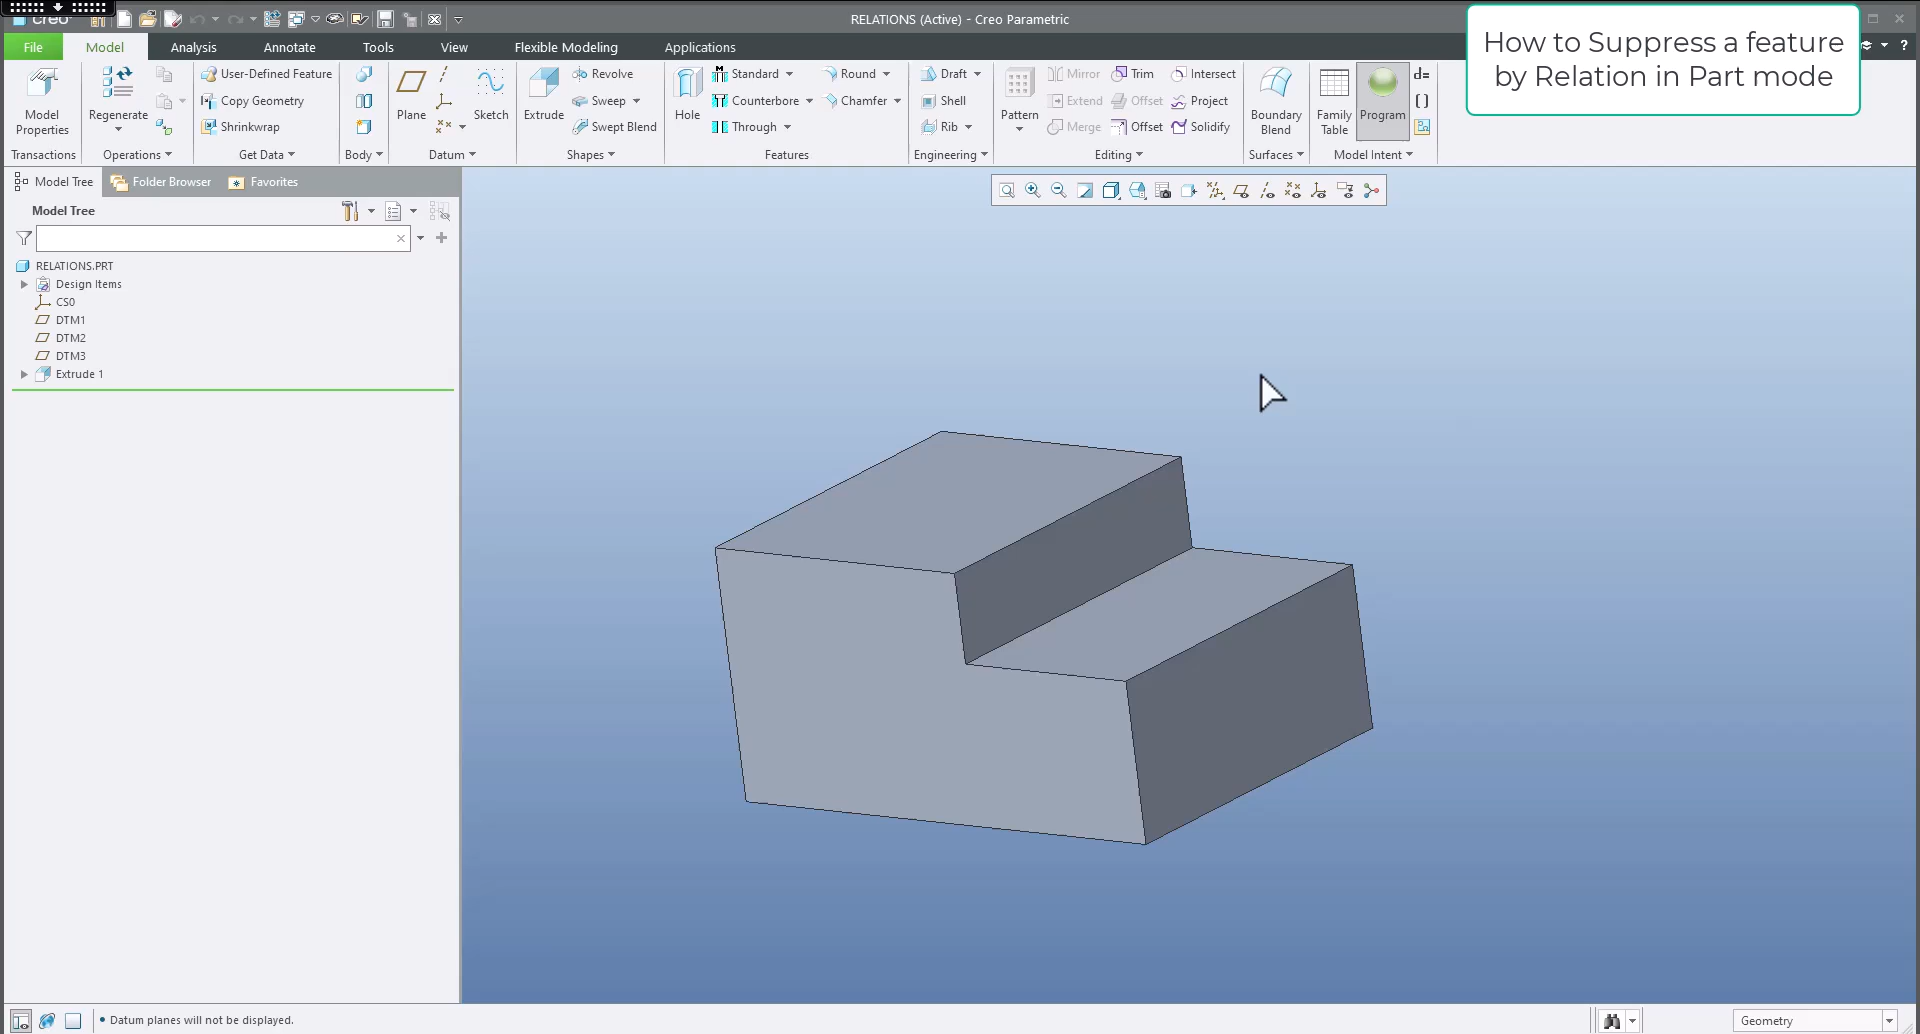 creo
RELATIONS (Active) - Creo Parametric
How to Suppress a feature
by Relation in Part mode
File
Model
Analysis
Annotate
Tools
View
Flexible Modeling
Applications
?
Model
Properties
Transactions
Regenerate
Operations
User-Defined Feature
Copy Geometry
Shrinkwrap
Get Data
Body
Plane
Sketch
Datum
Extrude
Revolve
Sweep
Swept Blend
Shapes
Hole
Standard
Counterbore
Through
Round
Chamfer
Features
Draft
Shell
Rib
Engineering
Pattern
Mirror
Extend
Merge
Trim
Offset
Offset
Intersect
Project
Solidify
Editing
Boundary
Blend
Surfaces
Family
Table
Program
d=
[ ]
Model Intent
Model Tree
Folder Browser
Favorites
Model Tree
RELATIONS.PRT
Design Items
CS0
DTM1
DTM2
DTM3
Extrude 1
• Datum planes will not be displayed.
Geometry